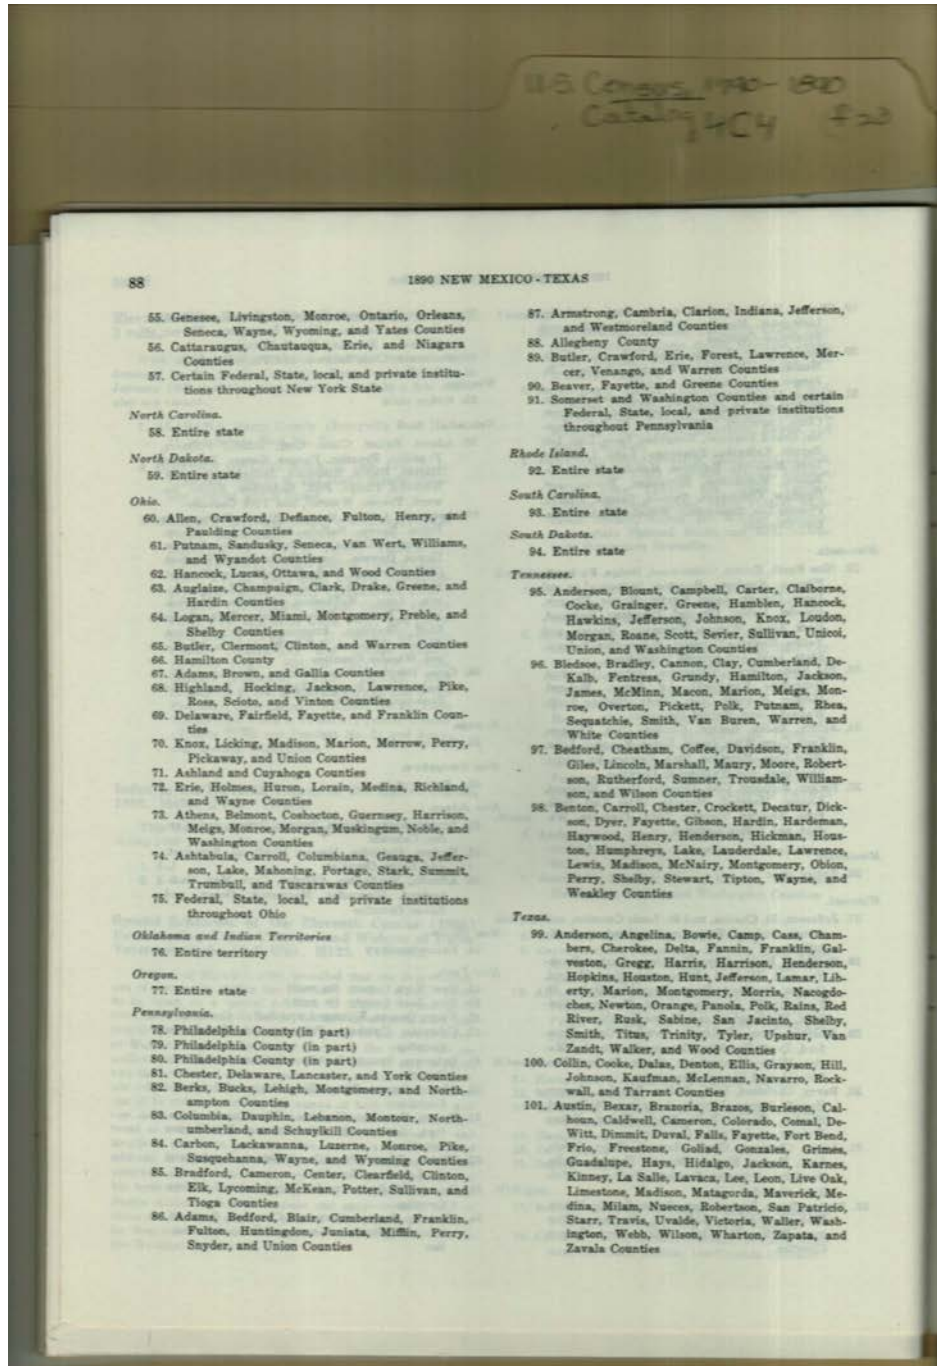 U.S. Census, 1790-1890
Catalog 4C4 f23
88
1890 NEW MEXICO - TEXAS
55. Genesee, Livingston, Monroe, Ontario, Orleans,
Seneca, Wayne, Wyoming, and Yates Counties
56. Cattaraugus, Chautauqua, Erie, and Niagara
Counties
57. Certain Federal, State, local, and private institu-
tions throughout New York State
North Carolina.
58. Entire state
North Dakota.
59. Entire state
Ohio.
60. Allen, Crawford, Defiance, Fulton, Henry, and
Paulding Counties
61. Putnam, Sandusky, Seneca, Van Wert, Williams,
and Wyandot Counties
62. Hancock, Lucas, Ottawa, and Wood Counties
63. Auglaize, Champaign, Clark, Drake, Greene, and
Hardin Counties
64. Logan, Mercer, Miami, Montgomery, Preble, and
Shelby Counties
65. Butler, Clermont, Clinton, and Warren Counties
66. Hamilton County
67. Adams, Brown, and Gallia Counties
68. Highland, Hocking, Jackson, Lawrence, Pike,
Ross, Scioto, and Vinton Counties
69. Delaware, Fairfield, Fayette, and Franklin Coun-
ties
70. Knox, Licking, Madison, Marion, Morrow, Perry,
Pickaway, and Union Counties
71. Ashland and Cuyahoga Counties
72. Erie, Holmes, Huron, Lorain, Medina, Richland,
and Wayne Counties
73. Athens, Belmont, Coshocton, Guernsey, Harrison,
Meigs, Monroe, Morgan, Muskingum, Noble, and
Washington Counties
74. Ashtabula, Carroll, Columbiana, Geauga, Jeffer-
son, Lake, Mahoning, Portage, Stark, Summit,
Trumbull, and Tuscarawas Counties
75. Federal, State, local, and private institutions
throughout Ohio
Oklahoma and Indian Territories
76. Entire territory
Oregon.
77. Entire state
Pennsylvania.
78. Philadelphia County (in part)
79. Philadelphia County (in part)
80. Philadelphia County (in part)
81. Chester, Delaware, Lancaster, and York Counties
82. Berks, Bucks, Lehigh, Montgomery, and North-
ampton Counties
83. Columbia, Dauphin, Lebanon, Montour, North-
umberland, and Schuylkill Counties
84. Carbon, Lackawanna, Luzerne, Monroe, Pike,
Susquehanna, Wayne, and Wyoming Counties
85. Bradford, Cameron, Center, Clearfield, Clinton,
Elk, Lycoming, McKean, Potter, Sullivan, and
Tioga Counties
86. Adams, Bedford, Blair, Cumberland, Franklin,
Fulton, Huntingdon, Juniata, Mifflin, Perry,
Snyder, and Union Counties
87. Armstrong, Cambria, Clarion, Indiana, Jefferson,
and Westmoreland Counties
88. Allegheny County
89. Butler, Crawford, Erie, Forest, Lawrence, Mer-
cer, Venango, and Warren Counties
90. Beaver, Fayette, and Greene Counties
91. Somerset and Washington Counties and certain
Federal, State, local, and private institutions
throughout Pennsylvania
Rhode Island.
92. Entire state
South Carolina.
93. Entire state
South Dakota.
94. Entire state
Tennessee.
95. Anderson, Blount, Campbell, Carter, Claiborne,
Cocke, Grainger, Greene, Hamblen, Hancock,
Hawkins, Jefferson, Johnson, Knox, Loudon,
Morgan, Roane, Scott, Sevier, Sullivan, Unicoi,
Union, and Washington Counties
96. Bledsoe, Bradley, Cannon, Clay, Cumberland, De-
Kalb, Fentress, Grundy, Hamilton, Jackson,
James, McMinn, Macon, Marion, Meigs, Mon-
roe, Overton, Pickett, Polk, Putnam, Rhea,
Sequatchie, Smith, Van Buren, Warren, and
White Counties
97. Bedford, Cheatham, Coffee, Davidson, Franklin,
Giles, Lincoln, Marshall, Maury, Moore, Robert-
son, Rutherford, Sumner, Trousdale, William-
son, and Wilson Counties
98. Benton, Carroll, Chester, Crockett, Decatur, Dick-
son, Dyer, Fayette, Gibson, Hardin, Hardeman,
Haywood, Henry, Henderson, Hickman, Hous-
ton, Humphreys, Lake, Lauderdale, Lawrence,
Lewis, Madison, McNairy, Montgomery, Obion,
Perry, Shelby, Stewart, Tipton, Wayne, and
Weakley Counties
Texas.
99. Anderson, Angelina, Bowie, Camp, Cass, Cham-
bers, Cherokee, Delta, Fannin, Franklin, Gal-
veston, Gregg, Harris, Harrison, Henderson,
Hopkins, Houston, Hunt, Jefferson, Lamar, Lib-
erty, Marion, Montgomery, Morris, Nacogdo-
ches, Newton, Orange, Panola, Polk, Rains, Red
River, Rusk, Sabine, San Jacinto, Shelby,
Smith, Titus, Trinity, Tyler, Upshur, Van
Zandt, Walker, and Wood Counties
100. Collin, Cooke, Dalas, Denton, Ellis, Grayson, Hill,
Johnson, Kaufman, McLennan, Navarro, Rock-
wall, and Tarrant Counties
101. Austin, Bexar, Brazoria, Brazos, Burleson, Cal-
houn, Caldwell, Cameron, Colorado, Comal, De-
Witt, Dimmit, Duval, Falls, Fayette, Fort Bend,
Frio, Freestone, Goliad, Gonzales, Grimes,
Guadalupe, Hays, Hidalgo, Jackson, Karnes,
Kinney, La Salle, Lavaca, Lee, Leon, Live Oak,
Limestone, Madison, Matagorda, Maverick, Me-
dina, Milam, Nueces, Robertson, San Patricio,
Starr, Travis, Uvalde, Victoria, Waller, Wash-
ington, Webb, Wilson, Wharton, Zapata, and
Zavala Counties